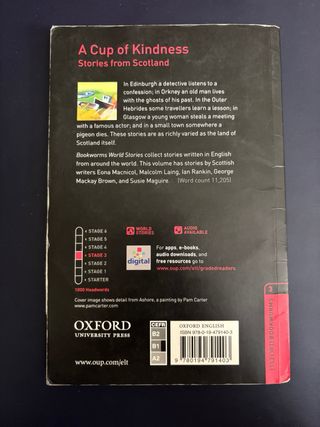 A Cup of Kindness
Stories from Scotland
In Edinburgh a detective listens to a
confession; in Orkney an old man lives
with the ghosts of his past. In the Outer
Hebrides some travellers learn a lesson; in
Glasgow a young woman steals a meeting
with a famous actor; and in a small town somewhere a
pigeon dies. These stories are as richly varied as the land of
Scotland itself.
Bookworms World Stories collect stories written in English
from around the world. This volume has stories by Scottish
writers Eona Macnicol, Malcolm Laing, Ian Rankin, George
Mackay Brown, and Susie Maguire. (Word count 11,205)
STAGE 6
STAGE 5
STAGE 4
STAGE 3
STAGE 2
STAGE 1
STARTER
1000 Headwords
WORLD STORIES
AUDIO AVAILABLE
digital
For apps, e-books,
audio downloads, and
free resources go to
www.oup.com/elt/gradedreaders
Cover image shows detail from Ashore, a painting by Pam Carter
www.pamcarter.com
OXFORD
UNIVERSITY PRESS
www.oup.com/elt
CEFR
B2
B1
A2
OXFORD ENGLISH
ISBN 978-0-19-479140-3
9 780194 791403
3
OXFORD BOOKWORMS